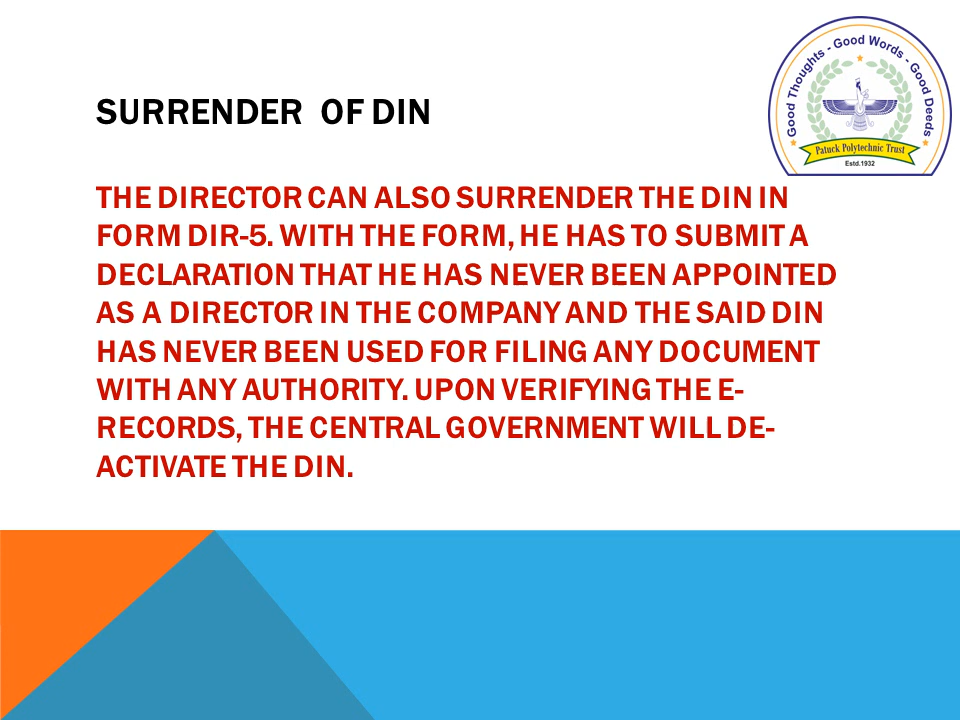 Good Thoughts - Good Words - Good Deeds
Patuck Polytechnic Trust
Estd.1932
SURRENDER OF DIN
THE DIRECTOR CAN ALSO SURRENDER THE DIN IN
FORM DIR-5. WITH THE FORM, HE HAS TO SUBMIT A
DECLARATION THAT HE HAS NEVER BEEN APPOINTED
AS A DIRECTOR IN THE COMPANY AND THE SAID DIN
HAS NEVER BEEN USED FOR FILING ANY DOCUMENT
WITH ANY AUTHORITY. UPON VERIFYING THE E-
RECORDS, THE CENTRAL GOVERNMENT WILL DE-
ACTIVATE THE DIN.